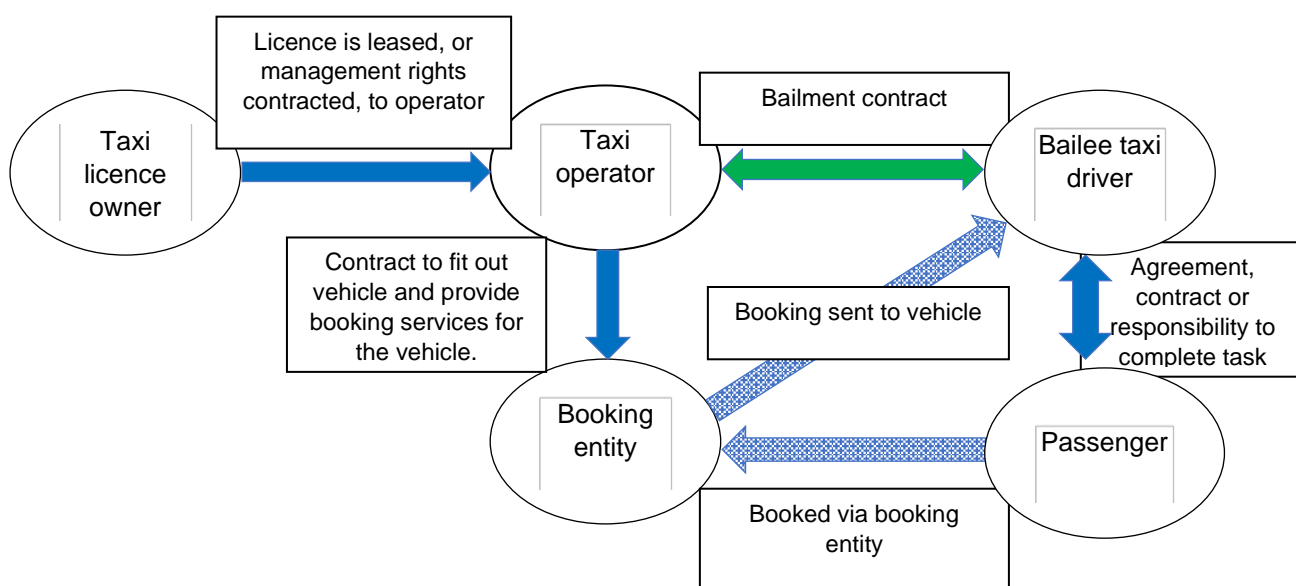 Licence is leased, or
management rights
contracted, to operator
Bailment contract
Taxi
licence
owner
Taxi
operator
Bailee taxi
driver
Contract to fit out
vehicle and provide
booking services for
the vehicle.
Booking sent to vehicle
Agreement,
contract or
responsibility to
complete task
Booking
entity
Passenger
Booked via booking
entity